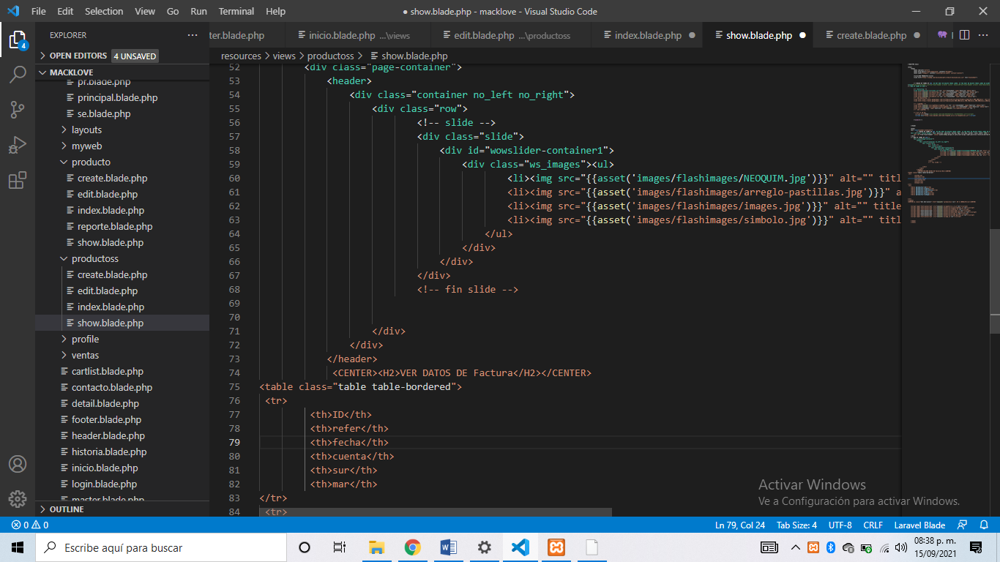 File Edit Selection View Go Run Terminal Help
● show.blade.php - macklove - Visual Studio Code
EXPLORER
ter.blade.php
inicio.blade.php ...\views
edit.blade.php ...\productoss
index.blade.php
show.blade.php
create.blade.php
4
OPEN EDITORS 4 UNSAVED
MACKLOVE
pr.blade.php
principal.blade.php
se.blade.php
layouts
myweb
producto
create.blade.php
edit.blade.php
index.blade.php
reporte.blade.php
show.blade.php
productoss
create.blade.php
edit.blade.php
index.blade.php
show.blade.php
profile
ventas
cartlist.blade.php
contacto.blade.php
detail.blade.php
footer.blade.php
header.blade.php
historia.blade.php
inicio.blade.php
login.blade.php
master.blade.php
OUTLINE
resources > views > productoss > show.blade.php
52 <div class="page-container">
53 <header>
54 <div class="container no_left no_right">
55 <div class="row">
56 <!-- slide -->
57 <div class="slide">
58 <div id="wowslider-container1">
59 <div class="ws_images"><ul>
60 <li><img src="{{asset('images/flashimages/NEOQUIM.jpg')}}" alt="" titl
61 <li><img src="{{asset('images/flashimages/arreglo-pastillas.jpg')}}" a
62 <li><img src="{{asset('images/flashimages/images.jpg')}}" alt="" title
63 <li><img src="{{asset('images/flashimages/simbolo.jpg')}}" alt="" titl
64 </ul>
65 </div>
66 </div>
67 </div>
68 <!-- fin slide -->
69
70
71 </div>
72 </div>
73 </header>
74 <CENTER><H2>VER DATOS DE Factura</H2></CENTER>
75 <table class="table table-bordered">
76 <tr>
77 <th>ID</th>
78 <th>refer</th>
79 <th>fecha</th>
80 <th>cuenta</th>
81 <th>sur</th>
82 <th>mar</th>
83 </tr>
84 <tr>
Activar Windows
Ve a Configuración para activar Windows.
0 0
Ln 79, Col 24 Tab Size: 4 UTF-8 CRLF Laravel Blade
Escribe aquí para buscar
08:38 p. m.
15/09/2021